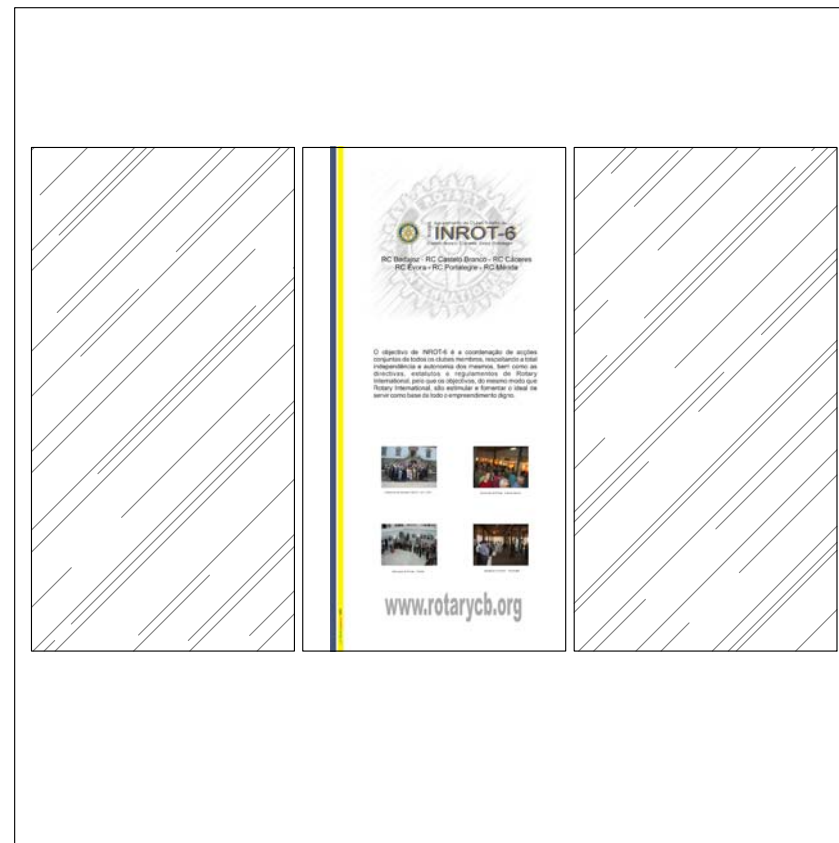 ROTARY
INROT-6
RC Badajoz - RC Castelo Branco - RC Cáceres
RC Évora - RC Portalegre - RC Mérida
INTERNATIONAL
O objectivo de INROT-6 é a coordenação de acções
conjuntas de todos os clubes membros, respeitando a total
independência e autonomia dos mesmos, bem como as
directivas, estatutos e regulamentos de Rotary
International, pelo que os objectivos, do mesmo modo que
Rotary International, são estimular e fomentar o ideal de
servir como base de todo o empreendimento digno.
www.rotarycb.org